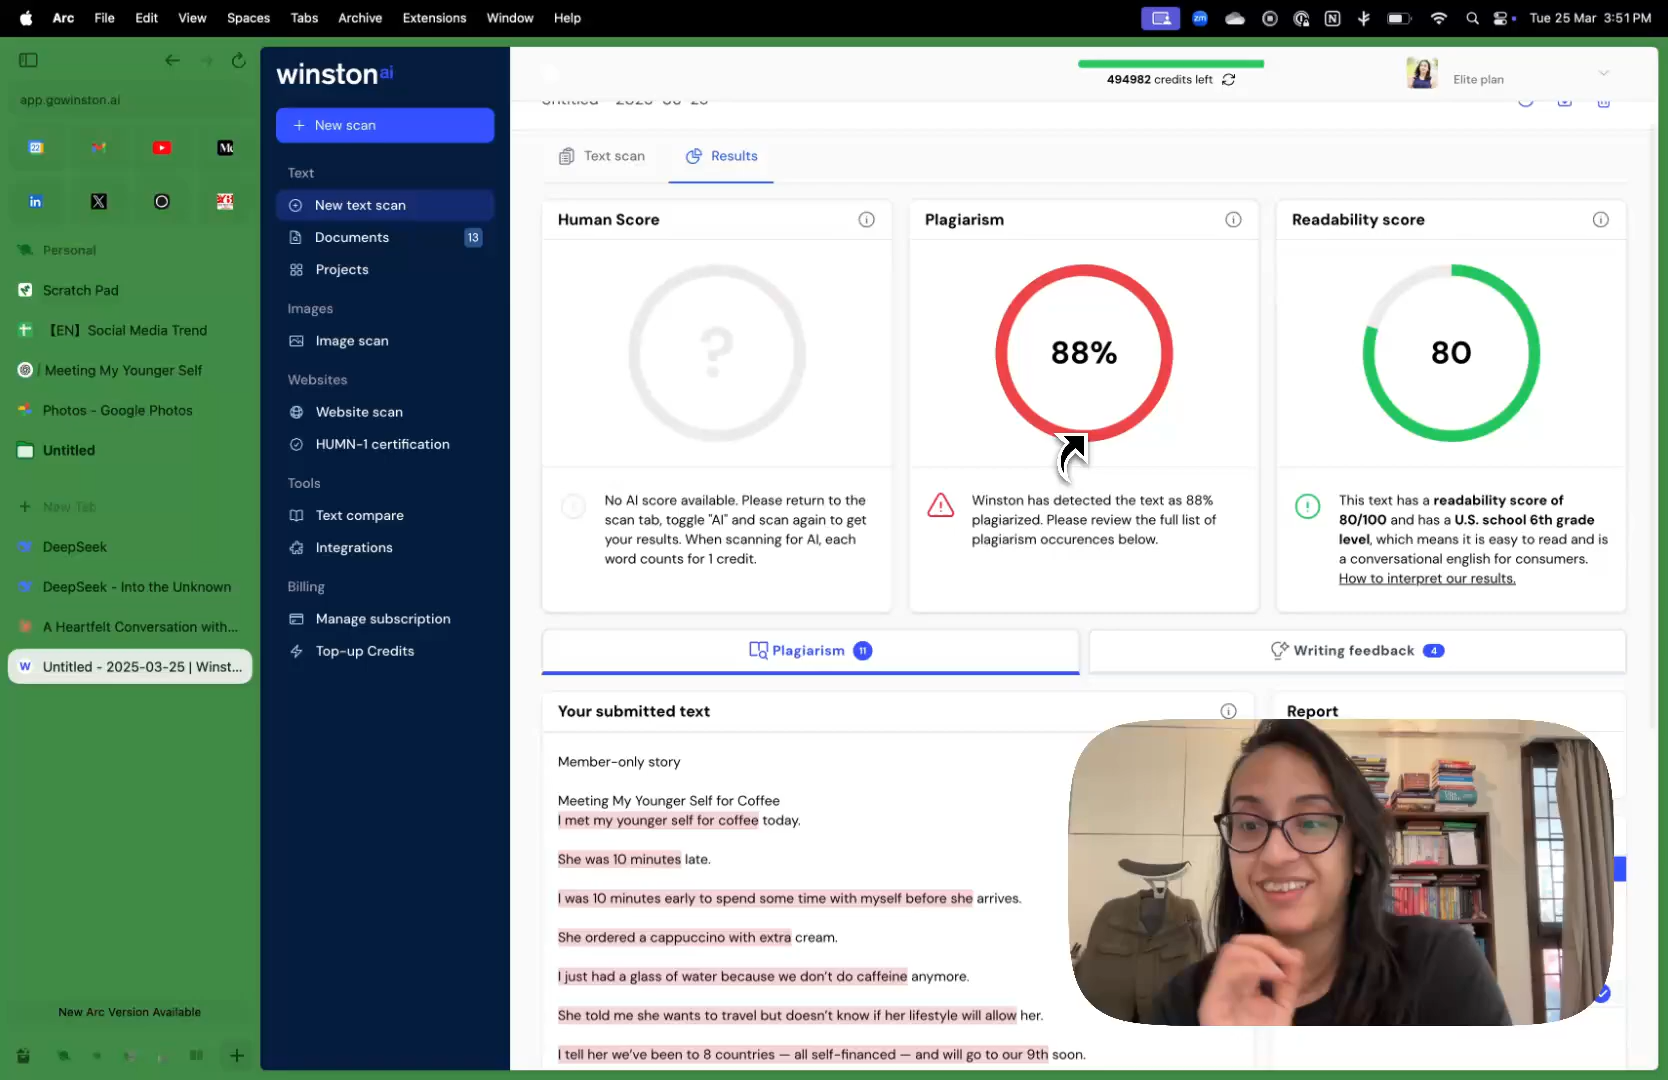 Arc File Edit View Spaces Tabs Archive Extensions Window Help
zm
Tue 25 Mar 3:51 PM
app.gowinston.ai
22
in
X
Personal
Scratch Pad
【EN】Social Media Trend
/ Meeting My Younger Self
Photos - Google Photos
Untitled
+ New Tab
DeepSeek
DeepSeek - Into the Unknown
A Heartfelt Conversation with...
W Untitled - 2025-03-25 | Winst...
New Arc Version Available
winston ai
+ New scan
Text
New text scan
Documents 13
Projects
Images
Image scan
Websites
Website scan
HUMN-1 certification
Tools
Text compare
Integrations
Billing
Manage subscription
Top-up Credits
494982 credits left
Elite plan
Untitled - 2025-03-25
Text scan
Results
Human Score
?
No AI score available. Please return to the
scan tab, toggle "AI" and scan again to get
your results. When scanning for AI, each
word counts for 1 credit.
Plagiarism
88%
Winston has detected the text as 88%
plagiarized. Please review the full list of
plagiarism occurences below.
Readability score
80
This text has a readability score of
80/100 and has a U.S. school 6th grade
level, which means it is easy to read and is
a conversational english for consumers.
How to interpret our results.
Plagiarism 11
Writing feedback 4
Your submitted text
Member-only story
Meeting My Younger Self for Coffee
I met my younger self for coffee today.
She was 10 minutes late.
I was 10 minutes early to spend some time with myself before she arrives.
She ordered a cappuccino with extra cream.
I just had a glass of water because we don't do caffeine anymore.
She told me she wants to travel but doesn't know if her lifestyle will allow her.
I tell her we've been to 8 countries — all self-financed — and will go to our 9th soon.
Report